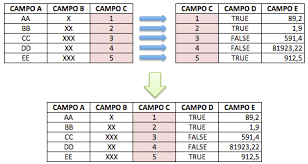 CAMPO A CAMPO B CAMPO C
AA X 1
BB XX 2
CC XXX 3
DD XX 4
EE XXX 5
CAMPO C CAMPO D CAMPO E
1 TRUE 89,2
2 TRUE 1,9
3 FALSE 591,4
4 FALSE 81923,22
5 TRUE 912,5
CAMPO A CAMPO B CAMPO C CAMPO D CAMPO E
AA X 1 TRUE 89,2
BB XX 2 TRUE 1,9
CC XXX 3 FALSE 591,4
DD XX 4 FALSE 81923,22
EE XXX 5 TRUE 912,5